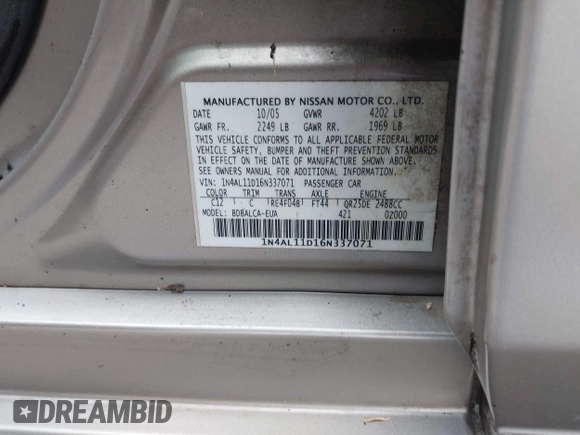 MANUFACTURED BY NISSAN MOTOR CO., LTD.
DATE 10/05 GVWR 4202 LB
GAWR FR. 2249 LB GAWR RR. 1969 LB
THIS VEHICLE CONFORMS TO ALL APPLICABLE FEDERAL MOTOR
VEHICLE SAFETY, BUMPER AND THEFT PREVENTION STANDARDS
IN EFFECT ON THE DATE OF MANUFACTURE SHOWN ABOVE.
SEE OWNERS MANUAL FOR ADDITIONAL INFORMATION.
VIN: 1N4AL11D16N337071 PASSENGER CAR
COLOR TRIM TRANS AXLE ENGINE
C12 C RE4F04B FT44 QR25DE 2488CC
MODEL: BDBALCA-EUA 421 0Z000
1N4AL11D16N337071
DREAMBID